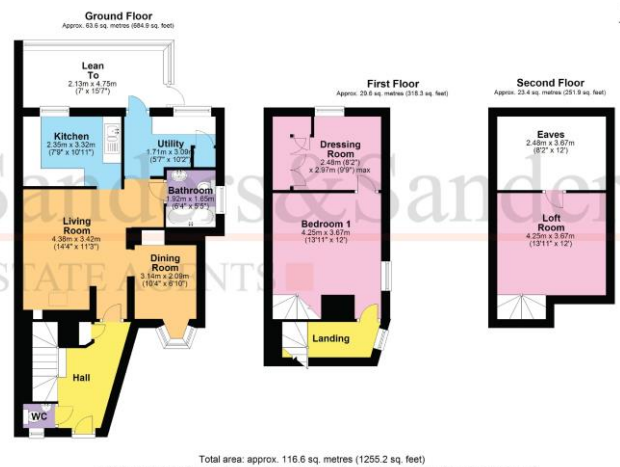 Ground Floor
Approx. 63.6 sq. metres (684.9 sq. feet)
Lean
To
2.13m x 4.75m
(7' x 15'7")
Kitchen
2.35m x 3.32m
(7'9" x 10'11")
Utility
1.71m x 3.09m
(5'7" x 10'2")
Bathroom
1.92m x 1.65m
(6'4" x 5'5")
Living
Room
4.38m x 3.42m
(14'4" x 11'3")
Dining
Room
3.14m x 2.09m
(10'4" x 6'10")
Hall
WC
First Floor
Approx. 29.6 sq. metres (318.3 sq. feet)
Dressing
Room
2.48m (8'2")
x 2.97m (9'9") max
Bedroom 1
4.25m x 3.67m
(13'11" x 12')
Landing
Second Floor
Approx. 23.4 sq. metres (251.9 sq. feet)
Eaves
2.48m x 3.67m
(8'2" x 12')
Loft
Room
4.25m x 3.67m
(13'11" x 12')
Sanders&Sanders
ESTATE AGENTS
Total area: approx. 116.6 sq. metres (1255.2 sq. feet)